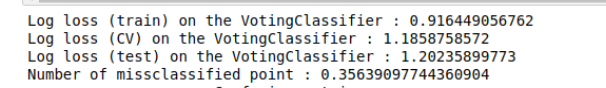 Log loss (train) on the VotingClassifier : 0.916449056762
Log loss (CV) on the VotingClassifier : 1.1858758572
Log loss (test) on the VotingClassifier : 1.20235899773
Number of missclassified point : 0.35639097744360904